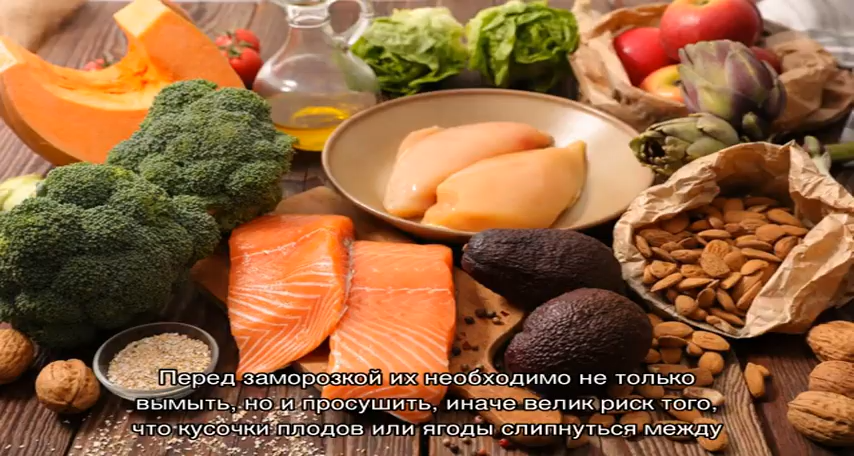 Перед заморозкой их необходимо не только
вымыть, но и просушить, иначе велик риск того,
что кусочки плодов или ягоды слипнуться между